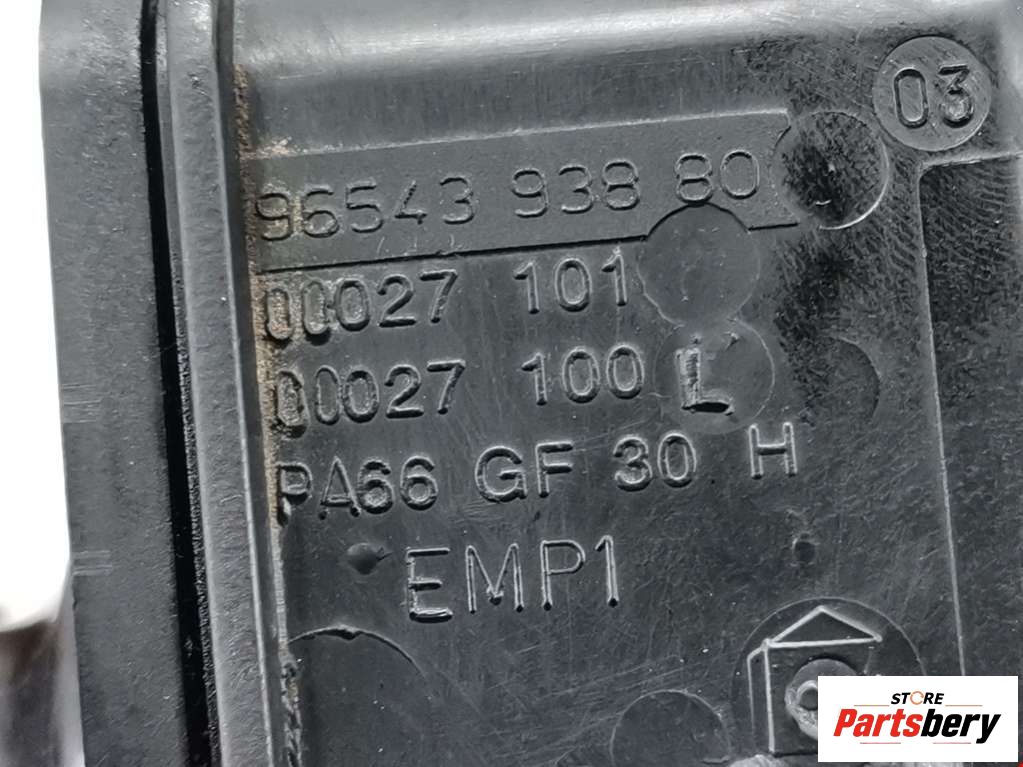 03
96543 938 80
00027 101
00027 100 L
PA66 GF 30 H
EMP1
STORE
Partsbery